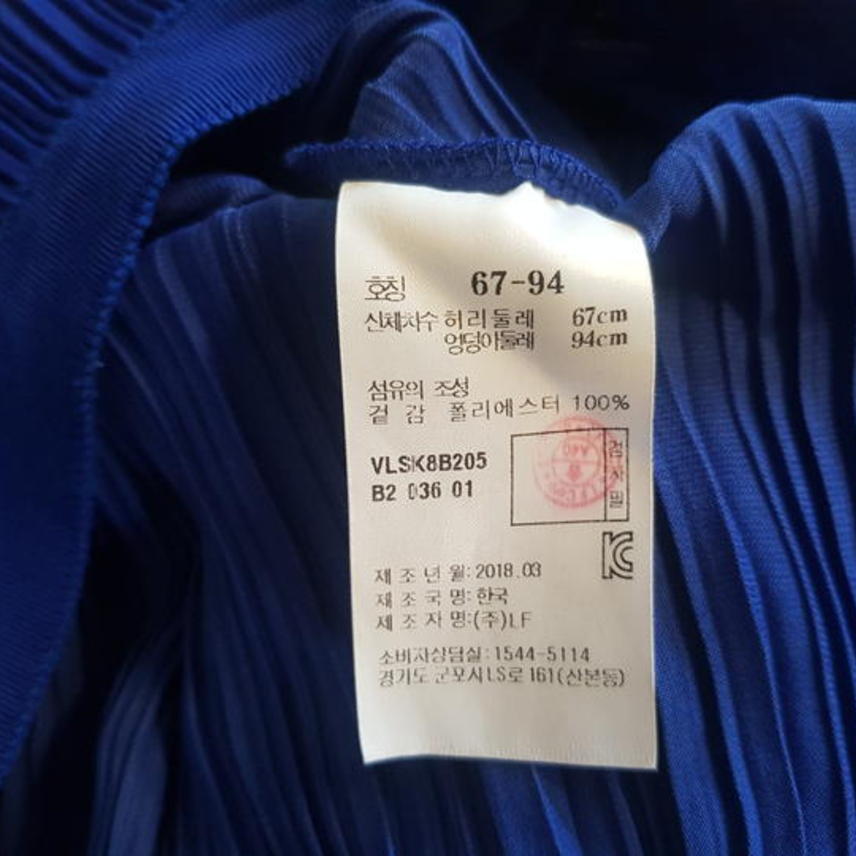 호칭 67-94
신체치수 허리둘레 67cm
엉덩이둘레 94cm
섬유의 조성
겉감 폴리에스터 100%
VLSK8B205
B2 036 01
검사필
제조년월:2018.03
제조국명:한국
제조자명:(주)LF
소비자상담실:1544-5114
경기도 군포시 LS로 161(산본동)